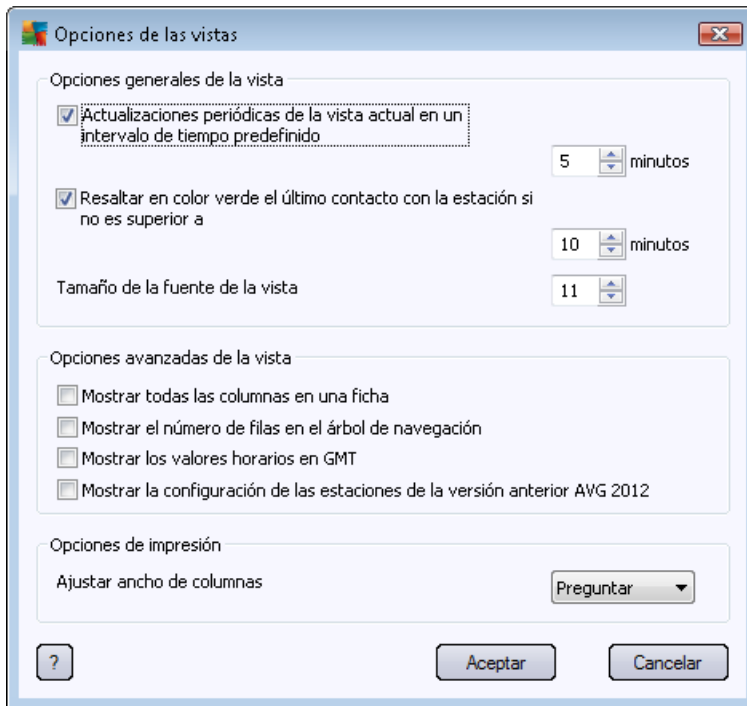 Opciones de las vistas
Opciones generales de la vista
Actualizaciones periódicas de la vista actual en un
intervalo de tiempo predefinido
5 minutos
Resaltar en color verde el último contacto con la estación si
no es superior a
10 minutos
Tamaño de la fuente de la vista 11
Opciones avanzadas de la vista
Mostrar todas las columnas en una ficha
Mostrar el número de filas en el árbol de navegación
Mostrar los valores horarios en GMT
Mostrar la configuración de las estaciones de la versión anterior AVG 2012
Opciones de impresión
Ajustar ancho de columnas Preguntar
? Aceptar Cancelar